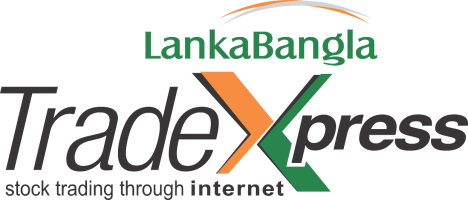 LankaBangla
TradeXpress
stock trading through internet